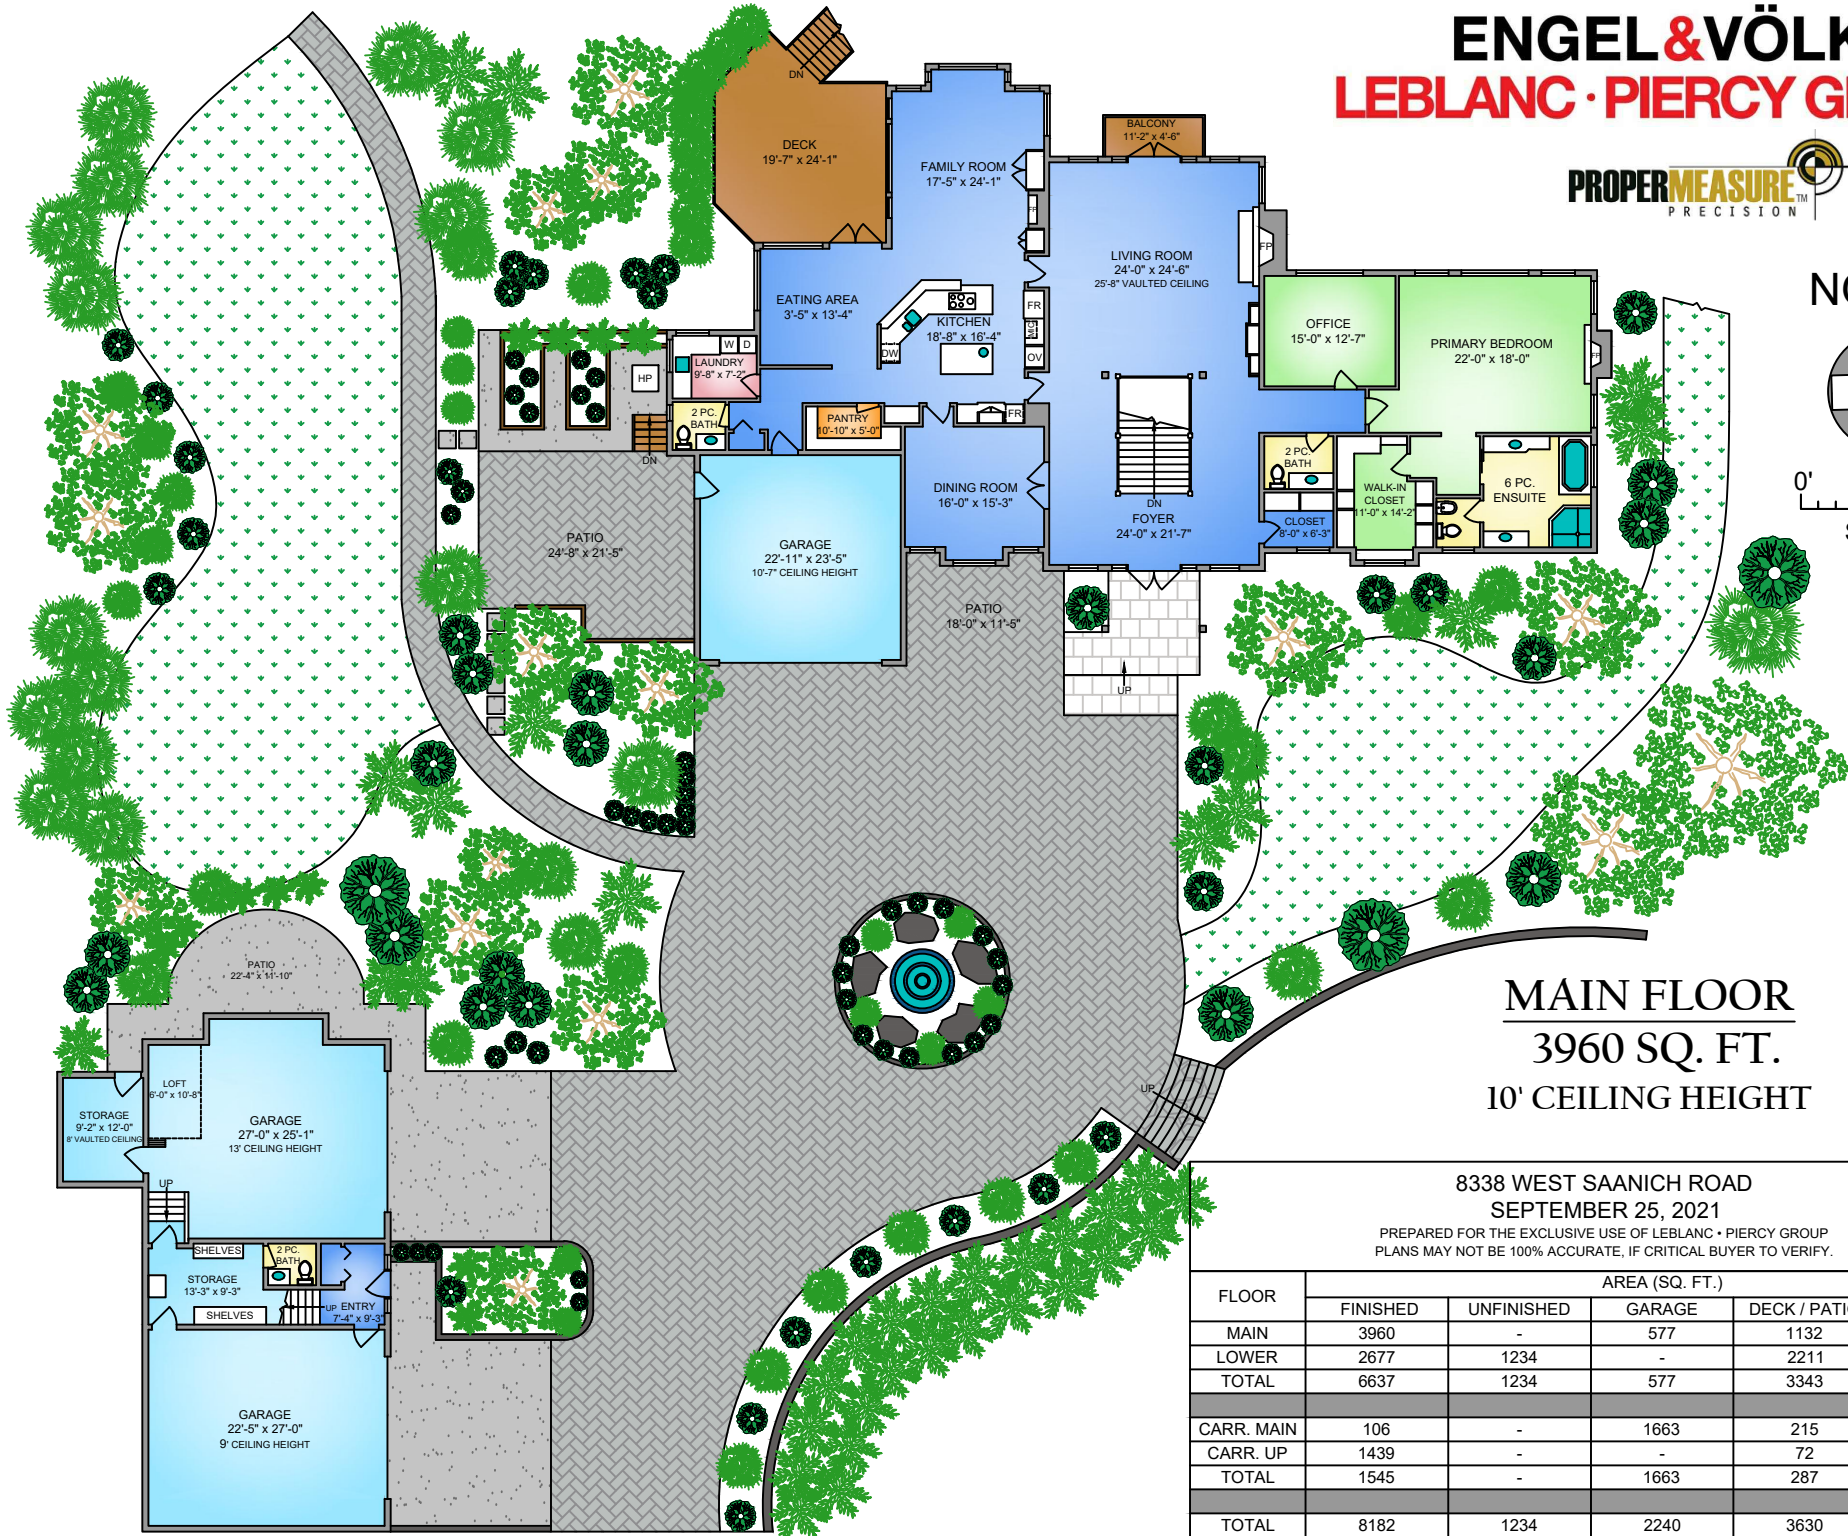 ENGEL&VÖLK
LEBLANC · PIERCY G
PROPERMEASURE™
PRECISION
DN
DECK
19'-7" x 24'-1"
FAMILY ROOM
17'-5" x 24'-1"
FP
BALCONY
11'-2" x 4'-6"
LIVING ROOM
24'-0" x 24'-6"
25'-8" VAULTED CEILING
FP
EATING AREA
3'-5" x 13'-4"
KITCHEN
18'-8" x 16'-4"
DW
FR
MIC
OV
OFFICE
15'-0" x 12'-7"
PRIMARY BEDROOM
22'-0" x 18'-0"
FP
NO
0'
W D
LAUNDRY
9'-8" x 7'-2"
HP
2 PC.
BATH
DN
PANTRY
10'-10" x 5'-0"
FR
DINING ROOM
16'-0" x 15'-3"
DN
FOYER
24'-0" x 21'-7"
2 PC.
BATH
CLOSET
8'-0" x 6'-3"
WALK-IN
CLOSET
11'-0" x 14'-2"
6 PC.
ENSUITE
PATIO
24'-8" x 21'-5"
GARAGE
22'-11" x 23'-5"
10'-7" CEILING HEIGHT
PATIO
18'-0" x 11'-5"
UP
PATIO
22'-4" x 11'-10"
LOFT
6'-0" x 10'-8"
STORAGE
9'-2" x 12'-0"
8' VAULTED CEILING
GARAGE
27'-0" x 25'-1"
13' CEILING HEIGHT
UP
SHELVES
2 PC.
BATH
STORAGE
13'-3" x 9'-3"
SHELVES
UP
ENTRY
7'-4" x 9'-3"
GARAGE
22'-5" x 27'-0"
9' CEILING HEIGHT
UP
MAIN FLOOR
3960 SQ. FT.
10' CEILING HEIGHT
8338 WEST SAANICH ROAD
SEPTEMBER 25, 2021
PREPARED FOR THE EXCLUSIVE USE OF LEBLANC • PIERCY GROUP
PLANS MAY NOT BE 100% ACCURATE, IF CRITICAL BUYER TO VERIFY.
FLOOR AREA (SQ. FT.)
FINISHED UNFINISHED GARAGE DECK / PATI
MAIN 3960 - 577 1132
LOWER 2677 1234 - 2211
TOTAL 6637 1234 577 3343
CARR. MAIN 106 - 1663 215
CARR. UP 1439 - - 72
TOTAL 1545 - 1663 287
TOTAL 8182 1234 2240 3630